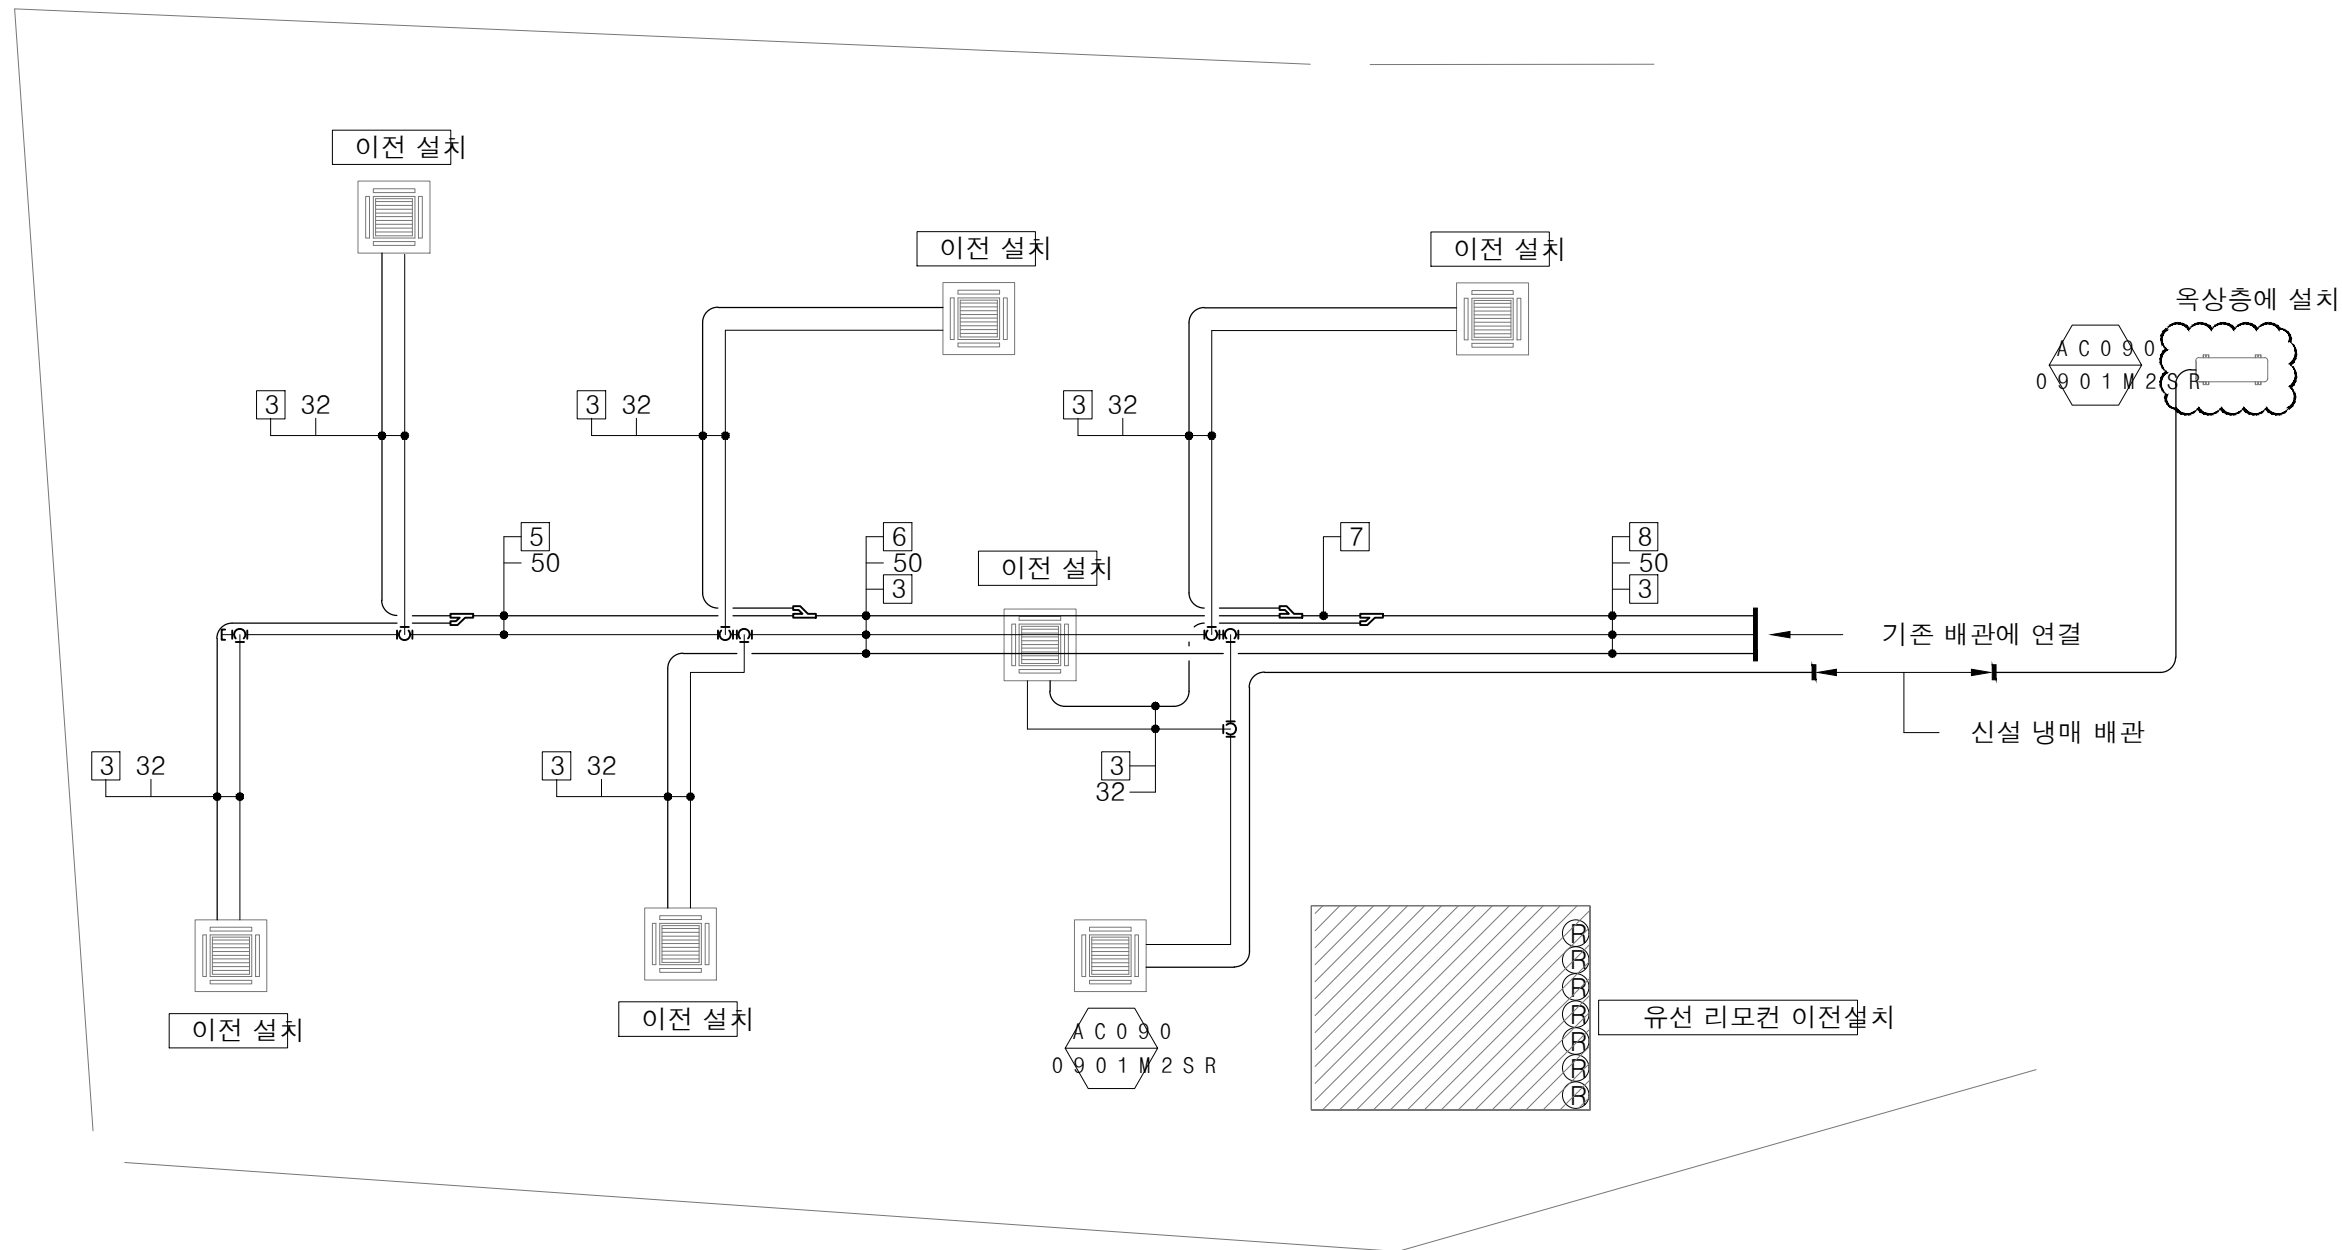 이전 설치
이전 설치
이전 설치
옥상층에 설치
AC090
0901M2SR
3 32
3 32
3 32
5
50
6
50
3
이전 설치
7
8
50
3
기존 배관에 연결
신설 냉매 배관
3 32
3 32
3
32
R
R
R
R
R
R
R
유선 리모컨 이전설치
이전 설치
이전 설치
AC090
0901M2SR